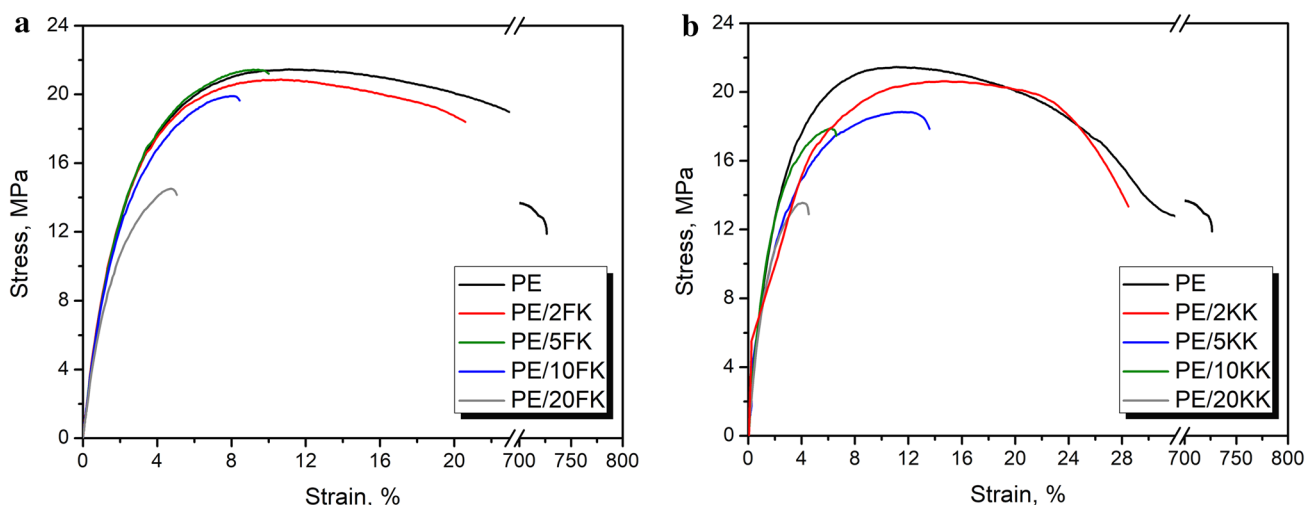 a
24
20
16
12
8
4
0
Stress, MPa
PE
PE/2FK
PE/5FK
PE/10FK
PE/20FK
0 4 8 12 16 20 700 750 800
Strain, %
b
24
20
16
12
8
4
0
Stress, MPa
PE
PE/2KK
PE/5KK
PE/10KK
PE/20KK
0 4 8 12 16 20 24 28 700 750 800
Strain, %